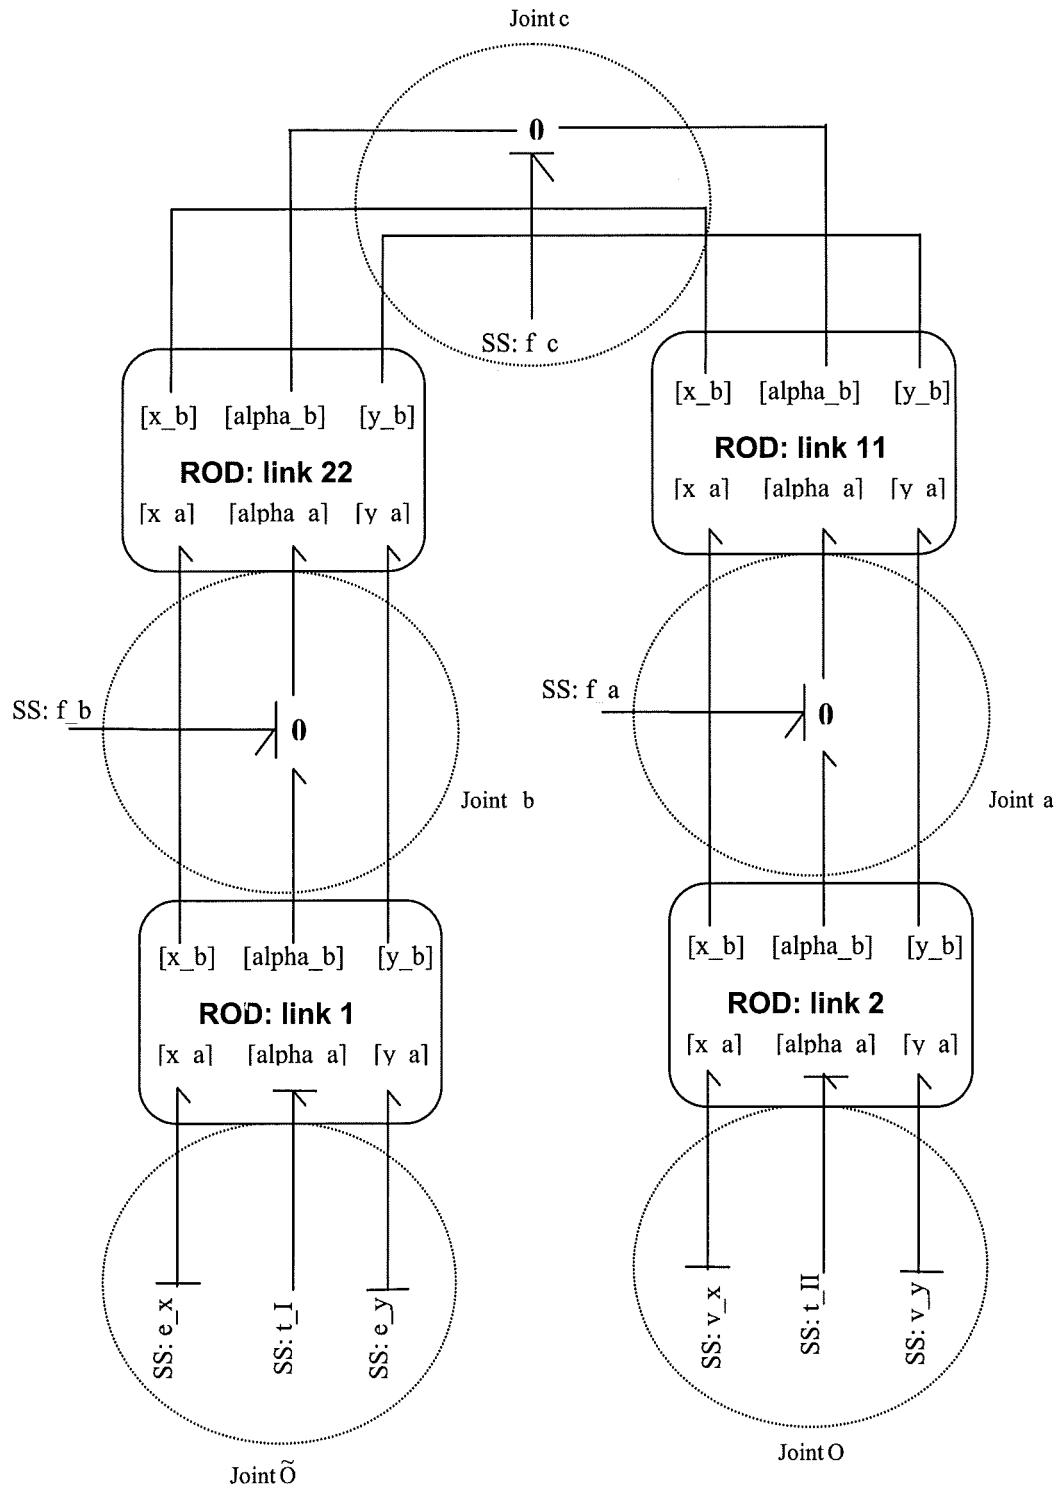 Joint c
0
SS: f c
[x_b] [alpha_b] [y_b]
ROD: link 22
[x a] [alpha a] [y a]
[x_b] [alpha_b] [y_b]
ROD: link 11
[x a] [alpha a] [y a]
SS: f_b
0
Joint b
SS: f a
0
Joint a
[x_b] [alpha_b] [y_b]
ROD: link 1
[x a] [alpha a] [y a]
[x_b] [alpha_b] [y_b]
ROD: link 2
[x a] [alpha a] [y a]
SS: e_x
SS: t_I
SS: e_y
Joint Õ
SS: v_x
SS: t_II
SS: v_y
Joint O